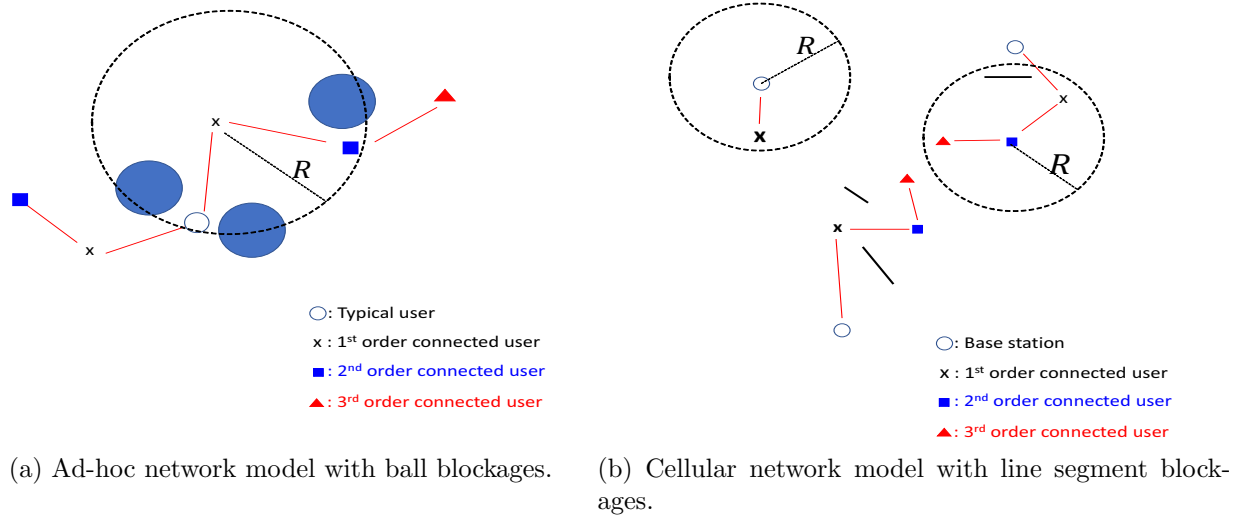 R
x
x
○: Typical user
x : 1st order connected user
■: 2nd order connected user
▲: 3rd order connected user
(a) Ad-hoc network model with ball blockages.
R
x
x
R
x
○: Base station
x : 1st order connected user
■: 2nd order connected user
▲: 3rd order connected user
(b) Cellular network model with line segment block-
ages.